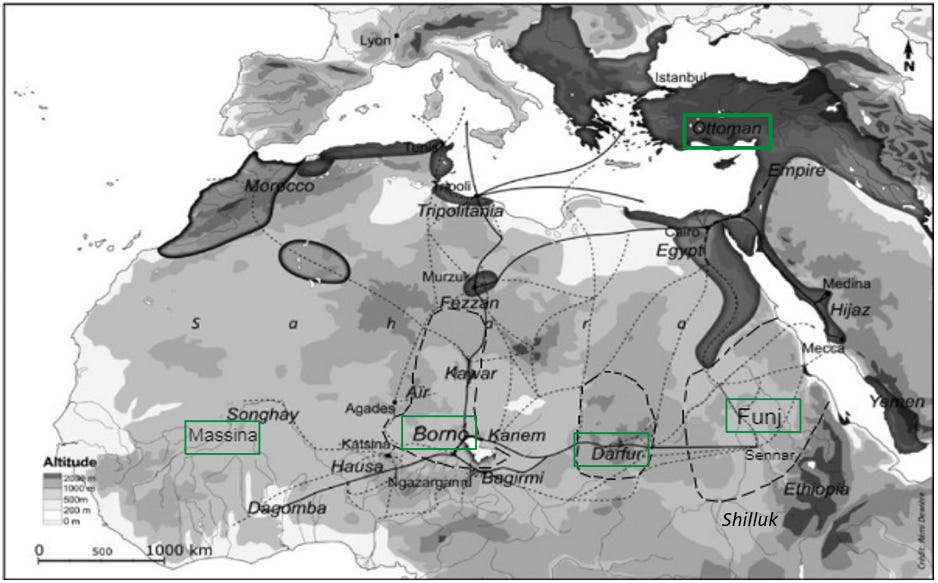 Lyon
N
Istanbul
Ottoman
Empire
Tunis
Morocco
Tripoli
Tripolitania
Cairo
Egypt
Murzuk
Fezzan
Medina
Hijaz
S a h a r a
Mecca
Kawar
Aïr
Yemen
Agades
Songhay
Massina
Borno
Kanem
Funj
Katsina
Hausa
Darfur
Sennar
Ngazargamu
Bagirmi
Ethiopia
Dagomba
Shilluk
Altitude
2000 m
1000 m
500m
200 m
0 m
0 500 1000 km
Crédit: Rémi Dewière